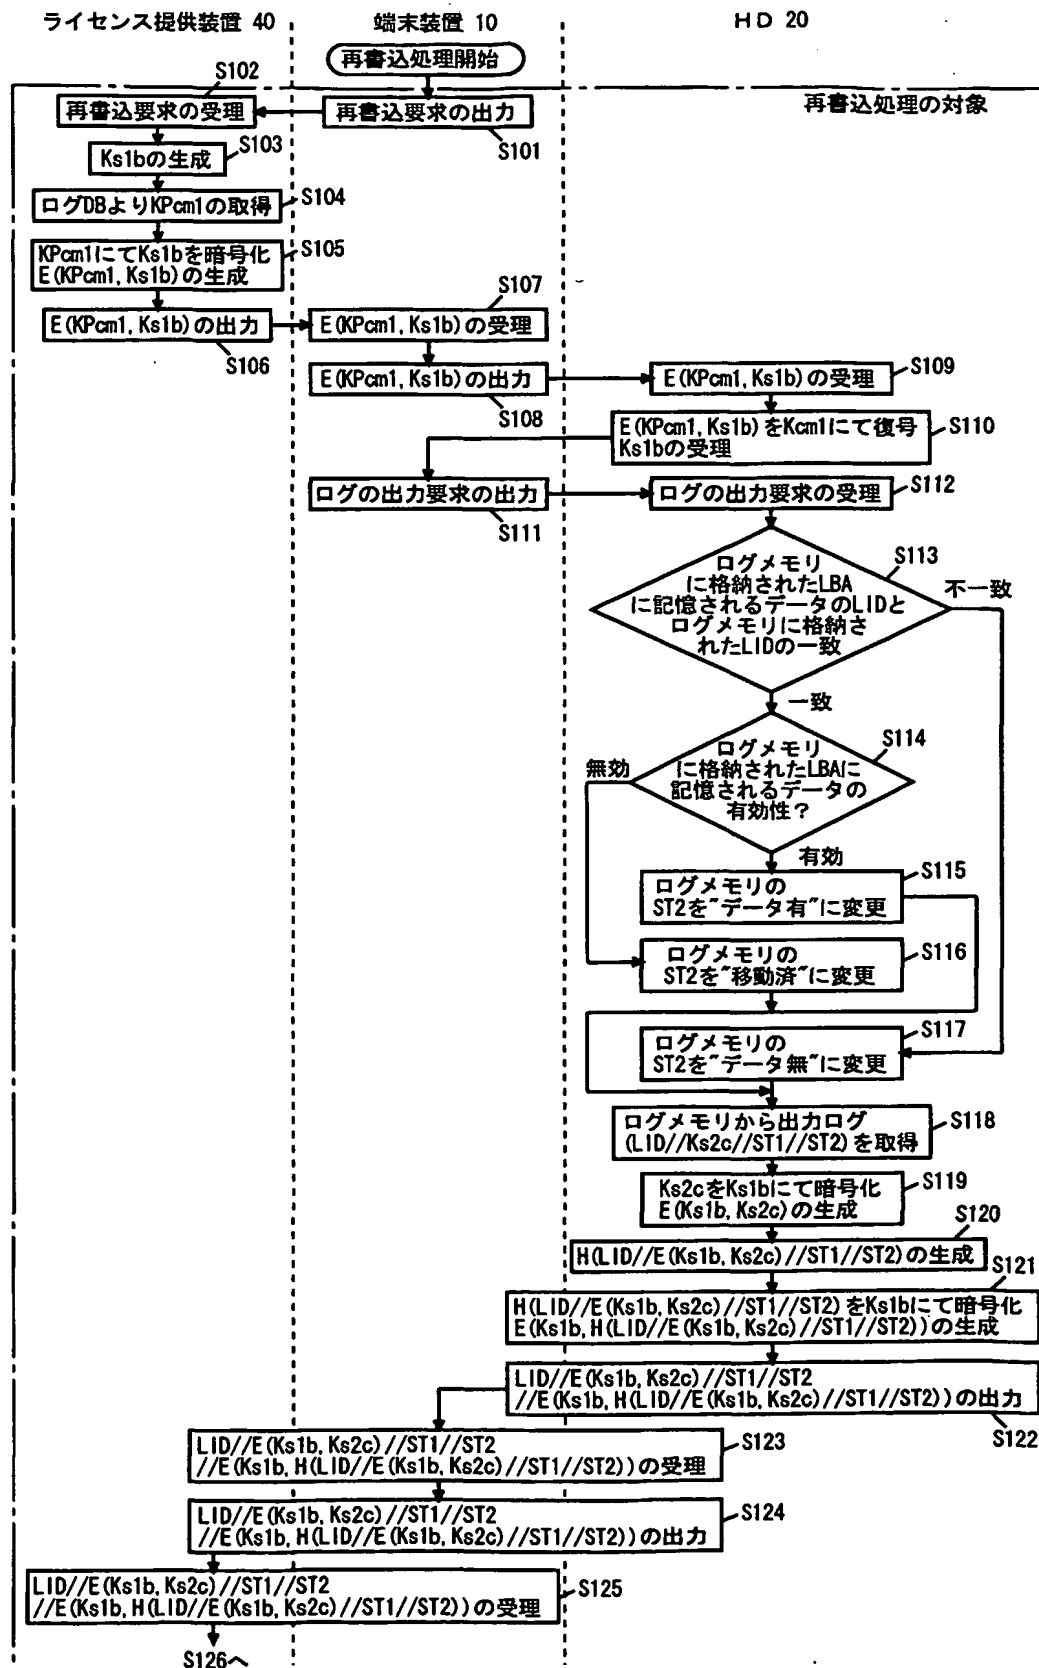 ライセンス提供装置 40
端末装置 10
HD 20
再書込処理開始
再書込処理の対象
S102
再書込要求の受理
再書込要求の出力
S101
S103
Ks1bの生成
ログDBよりKPcm1の取得
S104
KPcm1にてKs1bを暗号化
E(KPcm1, Ks1b)の生成
S105
E(KPcm1, Ks1b)の出力
S106
S107
E(KPcm1, Ks1b)の受理
E(KPcm1, Ks1b)の出力
S108
E(KPcm1, Ks1b)の受理
S109
E(KPcm1, Ks1b)をKcm1にて復号
Ks1bの受理
S110
ログの出力要求の出力
S111
ログの出力要求の受理
S112
ログメモリ
に格納されたLBA
に記憶されるデータのLIDと
ログメモリに格納さ
れたLIDの一致
S113
不一致
一致
ログメモリ
に格納されたLBAに
記憶されるデータの
有効性？
S114
無効
有効
ログメモリの
ST2を"データ有"に変更
S115
ログメモリの
ST2を"移動済"に変更
S116
ログメモリの
ST2を"データ無"に変更
S117
ログメモリから出力ログ
(LID//Ks2c//ST1//ST2)を取得
S118
Ks2cをKs1bにて暗号化
E(Ks1b, Ks2c)の生成
S119
S120
H(LID//E(Ks1b, Ks2c)//ST1//ST2)の生成
S121
H(LID//E(Ks1b, Ks2c)//ST1//ST2)をKs1bにて暗号化
E(Ks1b, H(LID//E(Ks1b, Ks2c)//ST1//ST2))の生成
LID//E(Ks1b, Ks2c)//ST1//ST2
//E(Ks1b, H(LID//E(Ks1b, Ks2c)//ST1//ST2))の出力
S122
LID//E(Ks1b, Ks2c)//ST1//ST2
//E(Ks1b, H(LID//E(Ks1b, Ks2c)//ST1//ST2))の受理
S123
LID//E(Ks1b, Ks2c)//ST1//ST2
//E(Ks1b, H(LID//E(Ks1b, Ks2c)//ST1//ST2))の出力
S124
LID//E(Ks1b, Ks2c)//ST1//ST2
//E(Ks1b, H(LID//E(Ks1b, Ks2c)//ST1//ST2))の受理
S125
S126へ